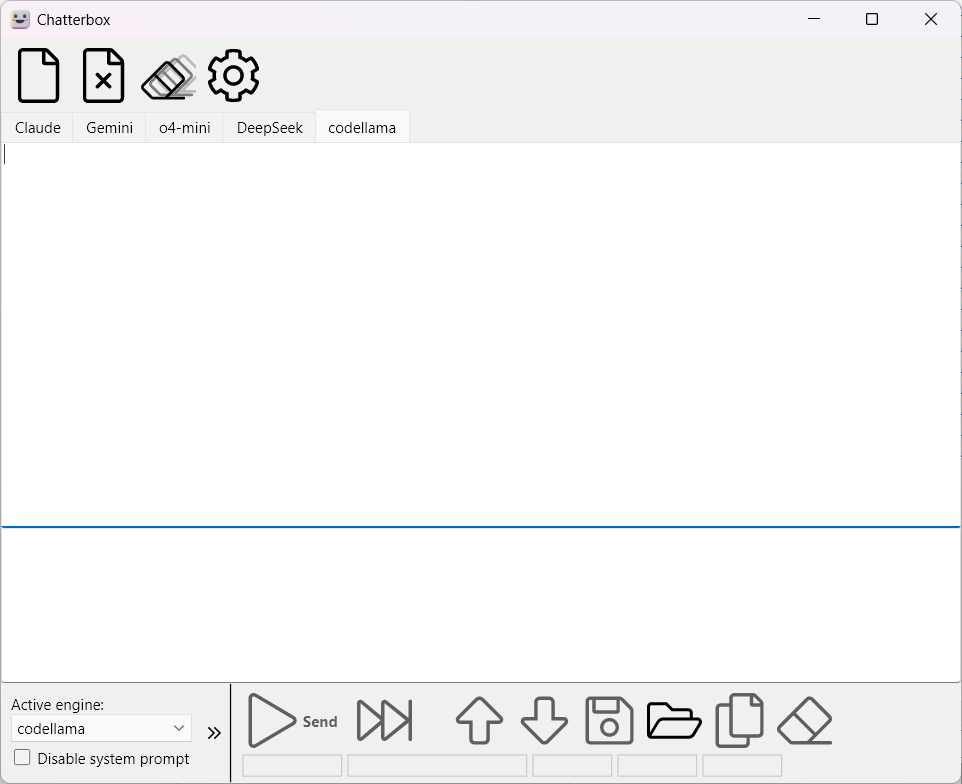 Chatterbox
Claude
Gemini
o4-mini
DeepSeek
codellama
Active engine:
codellama
Disable system prompt
Send